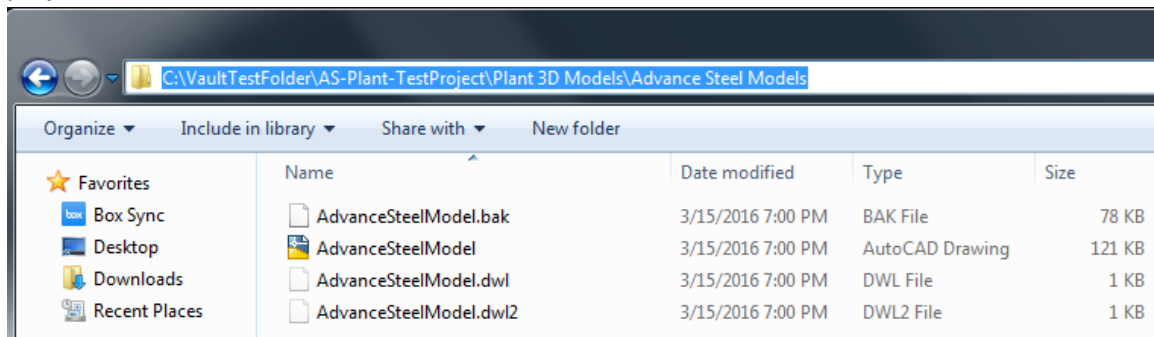 C:\VaultTestFolder\AS-Plant-TestProject\Plant 3D Models\Advance Steel Models
Organize Include in library Share with New folder
Favorites
box Box Sync
Desktop
Downloads
Recent Places
Name Date modified Type Size
AdvanceSteelModel.bak 3/15/2016 7:00 PM BAK File 78 KB
AdvanceSteelModel 3/15/2016 7:00 PM AutoCAD Drawing 121 KB
AdvanceSteelModel.dwl 3/15/2016 7:00 PM DWL File 1 KB
AdvanceSteelModel.dwl2 3/15/2016 7:00 PM DWL2 File 1 KB